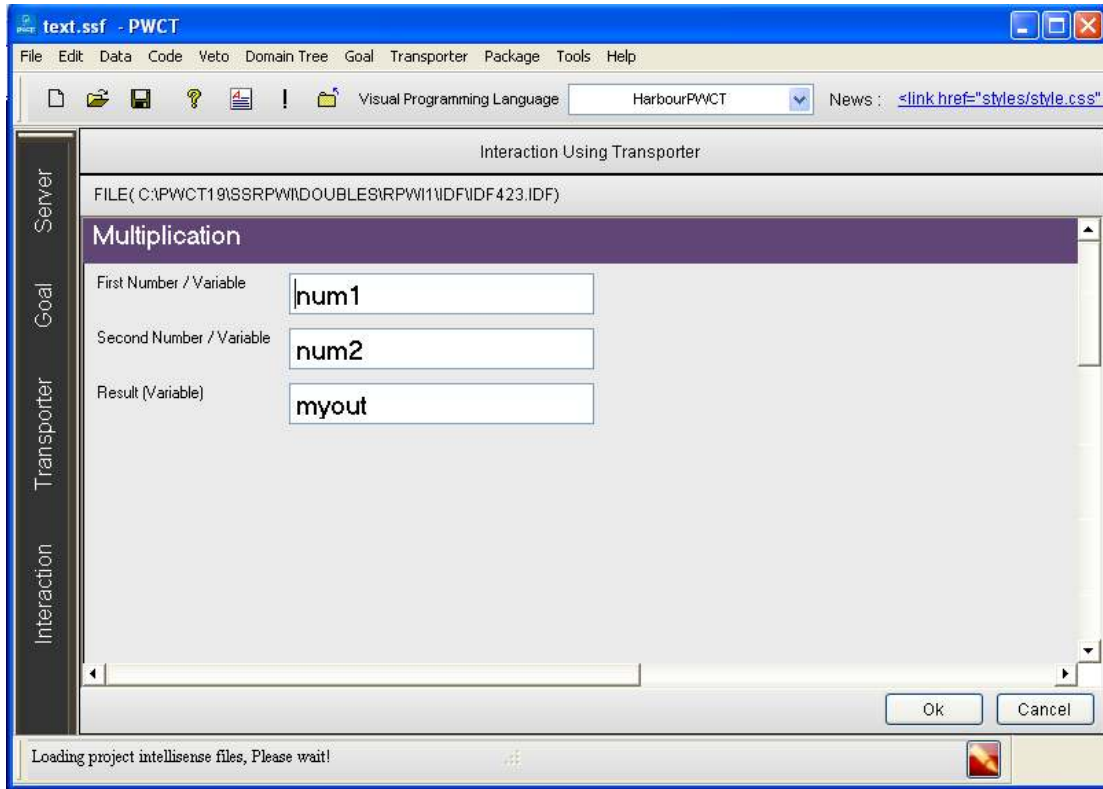 text.ssf - PWCT
File Edit Data Code Veto Domain Tree Goal Transporter Package Tools Help
Visual Programming Language HarbourPWCT News : <link href="styles/style.css"
Interaction Using Transporter
FILE( C:\PWCT19\SSRPWI\DOUBLES\RPWI1\IDF\IDF423.IDF)
Server
Goal
Transporter
Interaction
Multiplication
First Number / Variable num1
Second Number / Variable num2
Result (Variable) myout
Ok Cancel
Loading project intellisense files, Please wait!